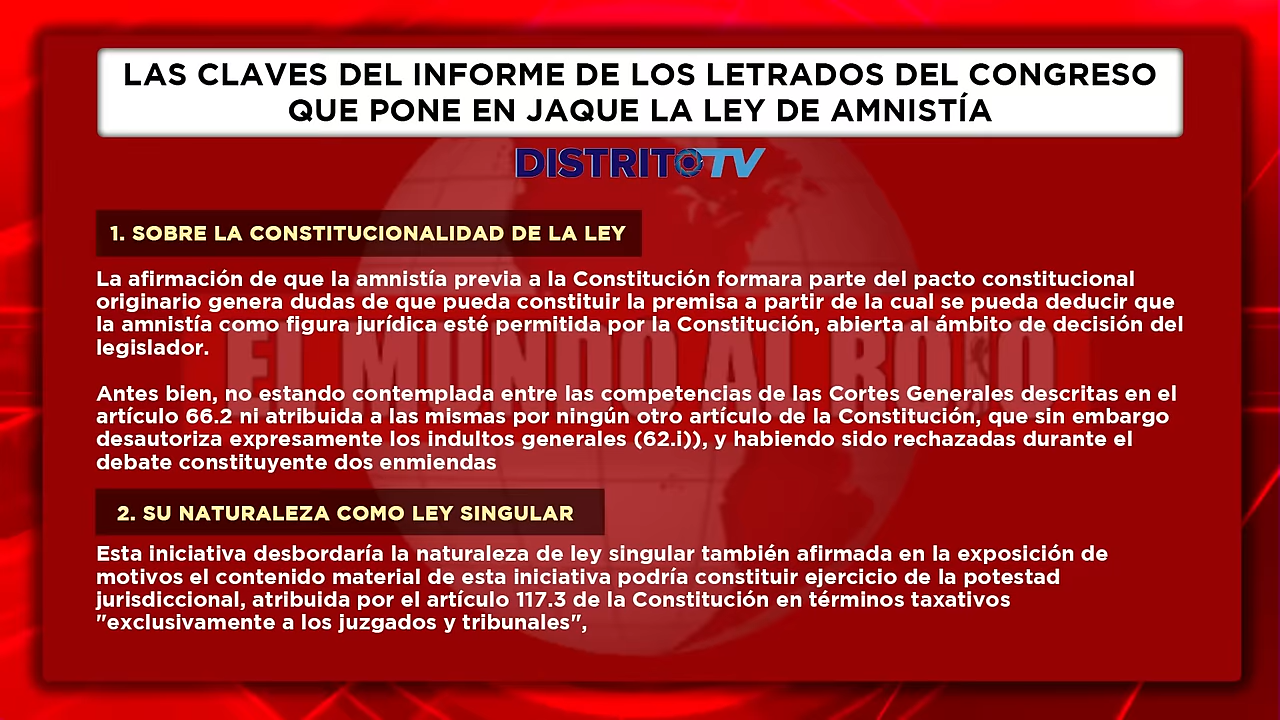 LAS CLAVES DEL INFORME DE LOS LETRADOS DEL CONGRESO
QUE PONE EN JAQUE LA LEY DE AMNISTÍA
DISTRITOTV
1. SOBRE LA CONSTITUCIONALIDAD DE LA LEY
La afirmación de que la amnistía previa a la Constitución formara parte del pacto constitucional
originario genera dudas de que pueda constituir la premisa a partir de la cual se pueda deducir que
la amnistía como figura jurídica esté permitida por la Constitución, abierta al ámbito de decisión del
legislador.
EL MUNDO AL ROJO
Antes bien, no estando contemplada entre las competencias de las Cortes Generales descritas en el
artículo 66.2 ni atribuida a las mismas por ningún otro artículo de la Constitución, que sin embargo
desautoriza expresamente los indultos generales (62.i)), y habiendo sido rechazadas durante el
debate constituyente dos enmiendas
2. SU NATURALEZA COMO LEY SINGULAR
Esta iniciativa desbordaría la naturaleza de ley singular también afirmada en la exposición de
motivos el contenido material de esta iniciativa podría constituir ejercicio de la potestad
jurisdiccional, atribuida por el artículo 117.3 de la Constitución en términos taxativos
"exclusivamente a los juzgados y tribunales",